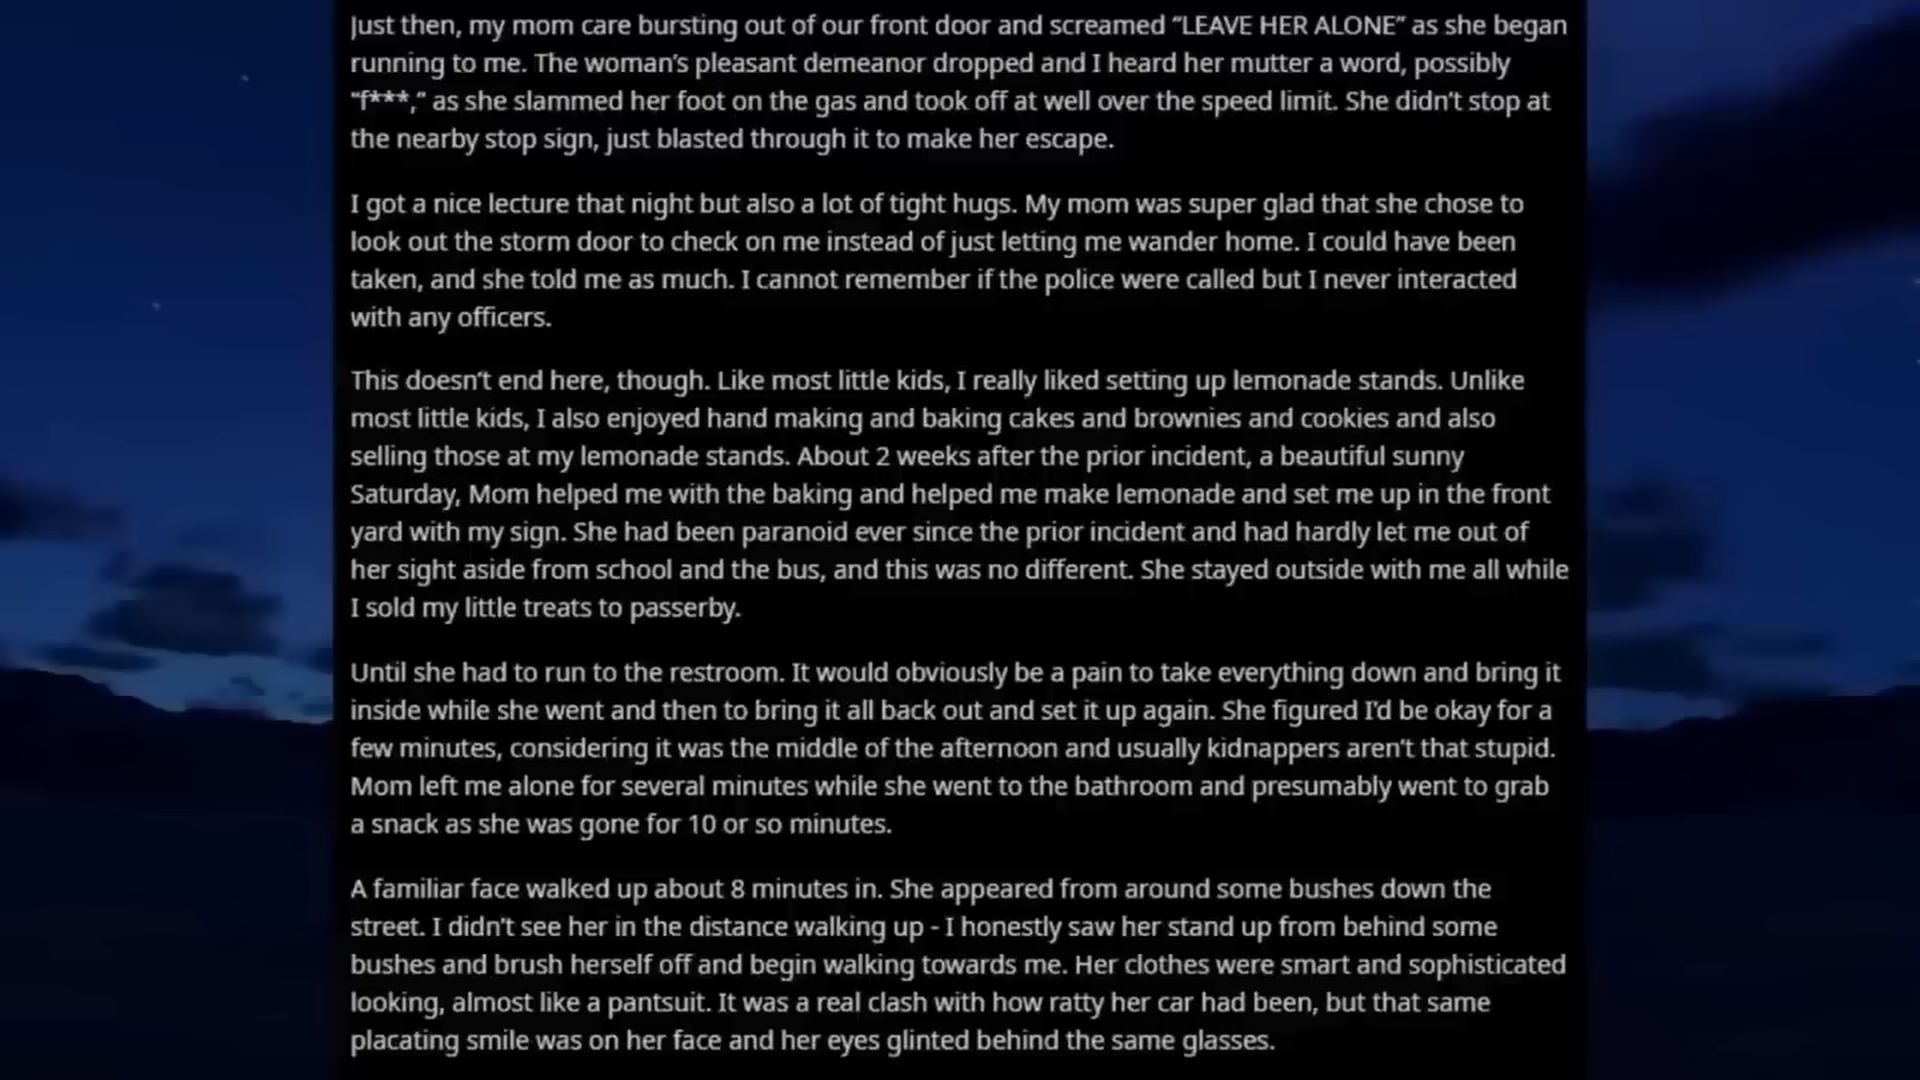 Just then, my mom care bursting out of our front door and screamed “LEAVE HER ALONE” as she began
running to me. The woman’s pleasant demeanor dropped and I heard her mutter a word, possibly
“f***,” as she slammed her foot on the gas and took off at well over the speed limit. She didn’t stop at
the nearby stop sign, just blasted through it to make her escape.
I got a nice lecture that night but also a lot of tight hugs. My mom was super glad that she chose to
look out the storm door to check on me instead of just letting me wander home. I could have been
taken, and she told me as much. I cannot remember if the police were called but I never interacted
with any officers.
This doesn’t end here, though. Like most little kids, I really liked setting up lemonade stands. Unlike
most little kids, I also enjoyed hand making and baking cakes and brownies and cookies and also
selling those at my lemonade stands. About 2 weeks after the prior incident, a beautiful sunny
Saturday, Mom helped me with the baking and helped me make lemonade and set me up in the front
yard with my sign. She had been paranoid ever since the prior incident and had hardly let me out of
her sight aside from school and the bus, and this was no different. She stayed outside with me all while
I sold my little treats to passerby.
Until she had to run to the restroom. It would obviously be a pain to take everything down and bring it
inside while she went and then to bring it all back out and set it up again. She figured I’d be okay for a
few minutes, considering it was the middle of the afternoon and usually kidnappers aren’t that stupid.
Mom left me alone for several minutes while she went to the bathroom and presumably went to grab
a snack as she was gone for 10 or so minutes.
A familiar face walked up about 8 minutes in. She appeared from around some bushes down the
street. I didn’t see her in the distance walking up - I honestly saw her stand up from behind some
bushes and brush herself off and begin walking towards me. Her clothes were smart and sophisticated
looking, almost like a pantsuit. It was a real clash with how ratty her car had been, but that same
placating smile was on her face and her eyes glinted behind the same glasses.